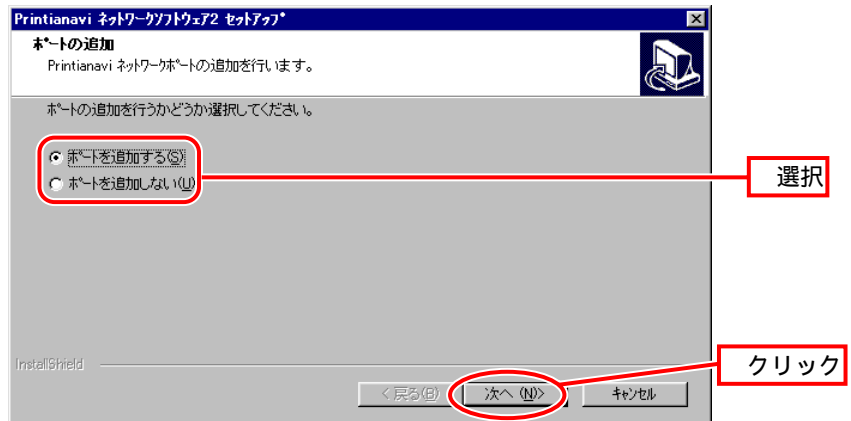 Printianavi ネットワークソフトウェア2 セットアップ
ポートの追加
Printianavi ネットワークポートの追加を行います。
ポートの追加を行うかどうか選択してください。
ポートを追加する(S)
ポートを追加しない(U)
選択
InstallShield
クリック
< 戻る(B)
次へ (N)>
キャンセル